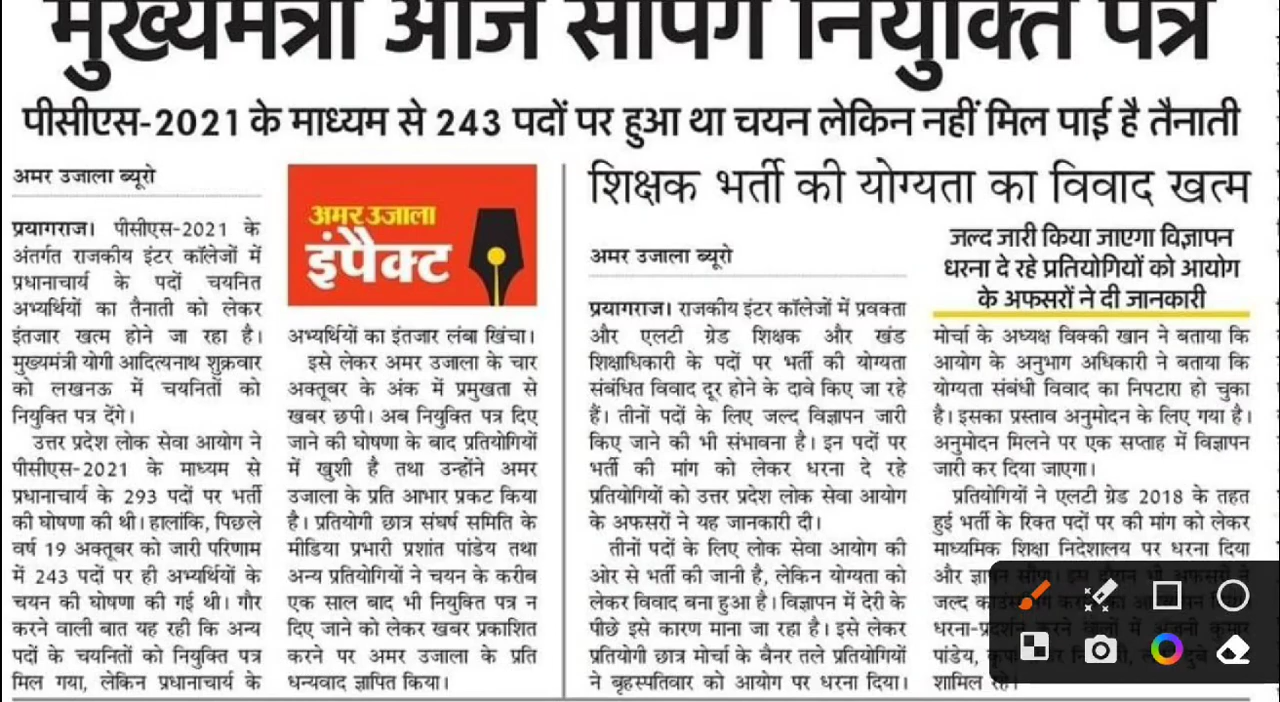 मुख्यमंत्री आज सौंपेंगे नियुक्ति पत्र
पीसीएस-2021 के माध्यम से 243 पदों पर हुआ था चयन लेकिन नहीं मिल पाई है तैनाती
अमर उजाला ब्यूरो
प्रयागराज। पीसीएस-2021 के
अंतर्गत राजकीय इंटर कॉलेजों में
प्रधानाचार्य के पदों चयनित
अभ्यर्थियों का तैनाती को लेकर
इंतजार खत्म होने जा रहा है।
मुख्यमंत्री योगी आदित्यनाथ शुक्रवार
को लखनऊ में चयनितों को
नियुक्ति पत्र देंगे।
उत्तर प्रदेश लोक सेवा आयोग ने
पीसीएस-2021 के माध्यम से
प्रधानाचार्य के 293 पदों पर भर्ती
की घोषणा की थी। हालांकि, पिछले
वर्ष 19 अक्तूबर को जारी परिणाम
में 243 पदों पर ही अभ्यर्थियों के
चयन की घोषणा की गई थी। गौर
करने वाली बात यह रही कि अन्य
पदों के चयनितों को नियुक्ति पत्र
मिल गया, लेकिन प्रधानाचार्य के
अमर उजाला
इंपैक्ट
अभ्यर्थियों का इंतजार लंबा खिंचा।
इसे लेकर अमर उजाला के चार
अक्तूबर के अंक में प्रमुखता से
खबर छपी। अब नियुक्ति पत्र दिए
जाने की घोषणा के बाद प्रतियोगियों
में खुशी है तथा उन्होंने अमर
उजाला के प्रति आभार प्रकट किया
है। प्रतियोगी छात्र संघर्ष समिति के
मीडिया प्रभारी प्रशांत पांडेय तथा
अन्य प्रतियोगियों ने चयन के करीब
एक साल बाद भी नियुक्ति पत्र न
दिए जाने को लेकर खबर प्रकाशित
करने पर अमर उजाला के प्रति
धन्यवाद ज्ञापित किया।
शिक्षक भर्ती की योग्यता का विवाद खत्म
अमर उजाला ब्यूरो
प्रयागराज। राजकीय इंटर कॉलेजों में प्रवक्ता
और एलटी ग्रेड शिक्षक और खंड
शिक्षाधिकारी के पदों पर भर्ती की योग्यता
संबंधित विवाद दूर होने के दावे किए जा रहे
हैं। तीनों पदों के लिए जल्द विज्ञापन जारी
किए जाने की भी संभावना है। इन पदों पर
भर्ती की मांग को लेकर धरना दे रहे
प्रतियोगियों को उत्तर प्रदेश लोक सेवा आयोग
के अफसरों ने यह जानकारी दी।
तीनों पदों के लिए लोक सेवा आयोग की
ओर से भर्ती की जानी है, लेकिन योग्यता को
लेकर विवाद बना हुआ है। विज्ञापन में देरी के
पीछे इसे कारण माना जा रहा है। इसे लेकर
प्रतियोगी छात्र मोर्चा के बैनर तले प्रतियोगियों
ने बृहस्पतिवार को आयोग पर धरना दिया।
जल्द जारी किया जाएगा विज्ञापन
धरना दे रहे प्रतियोगियों को आयोग
के अफसरों ने दी जानकारी
मोर्चा के अध्यक्ष विक्की खान ने बताया कि
आयोग के अनुभाग अधिकारी ने बताया कि
योग्यता संबंधी विवाद का निपटारा हो चुका
है। इसका प्रस्ताव अनुमोदन के लिए गया है।
अनुमोदन मिलने पर एक सप्ताह में विज्ञापन
जारी कर दिया जाएगा।
प्रतियोगियों ने एलटी ग्रेड 2018 के तहत
हुई भर्ती के रिक्त पदों पर की मांग को लेकर
माध्यमिक शिक्षा निदेशालय पर धरना दिया
और
जल्द
धरना-प्रदर्शन करने
पांडेय,
शामिल रहे।